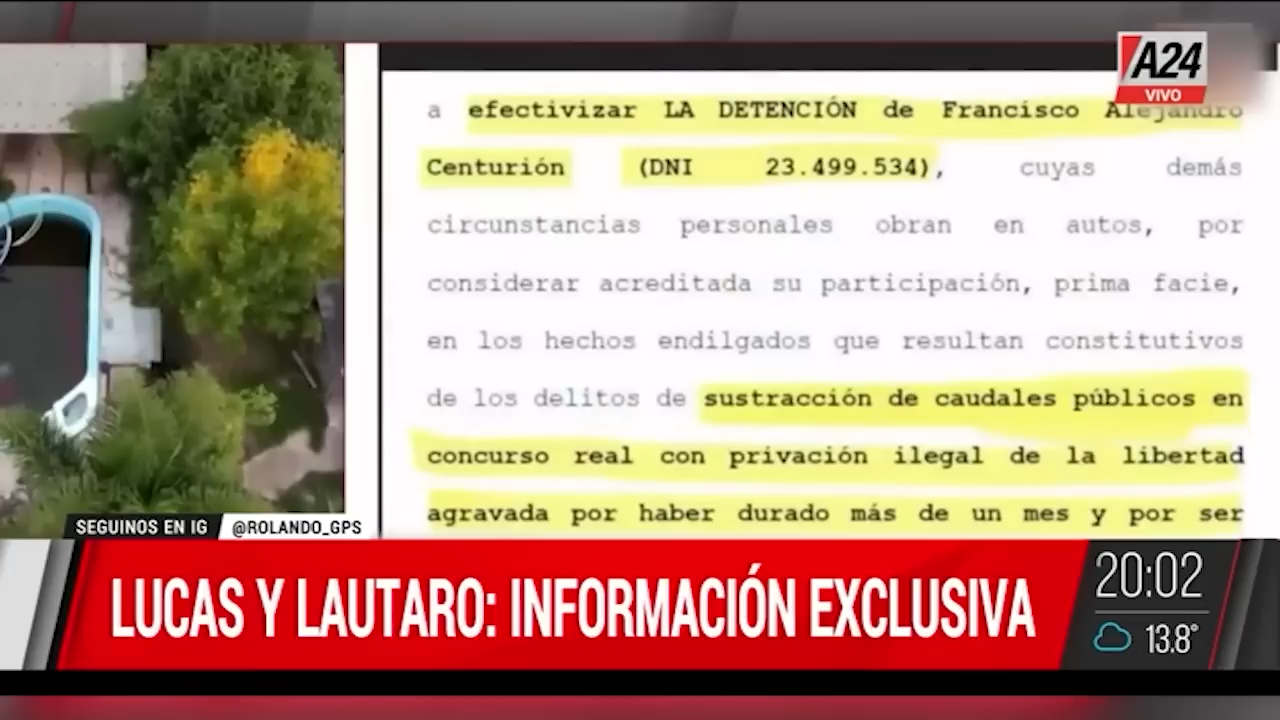 A24
VIVO
a efectivizar LA DETENCIÓN de Francisco Alejandro
Centurión (DNI 23.499.534), cuyas demás
circunstancias personales obran en autos, por
considerar acreditada su participación, prima facie,
en los hechos endilgados que resultan constitutivos
de los delitos de sustracción de caudales públicos en
concurso real con privación ilegal de la libertad
agravada por haber durado más de un mes y por ser
SEGUINOS EN IG @ROLANDO_GPS
LUCAS Y LAUTARO: INFORMACIÓN EXCLUSIVA
20:02
13.8°